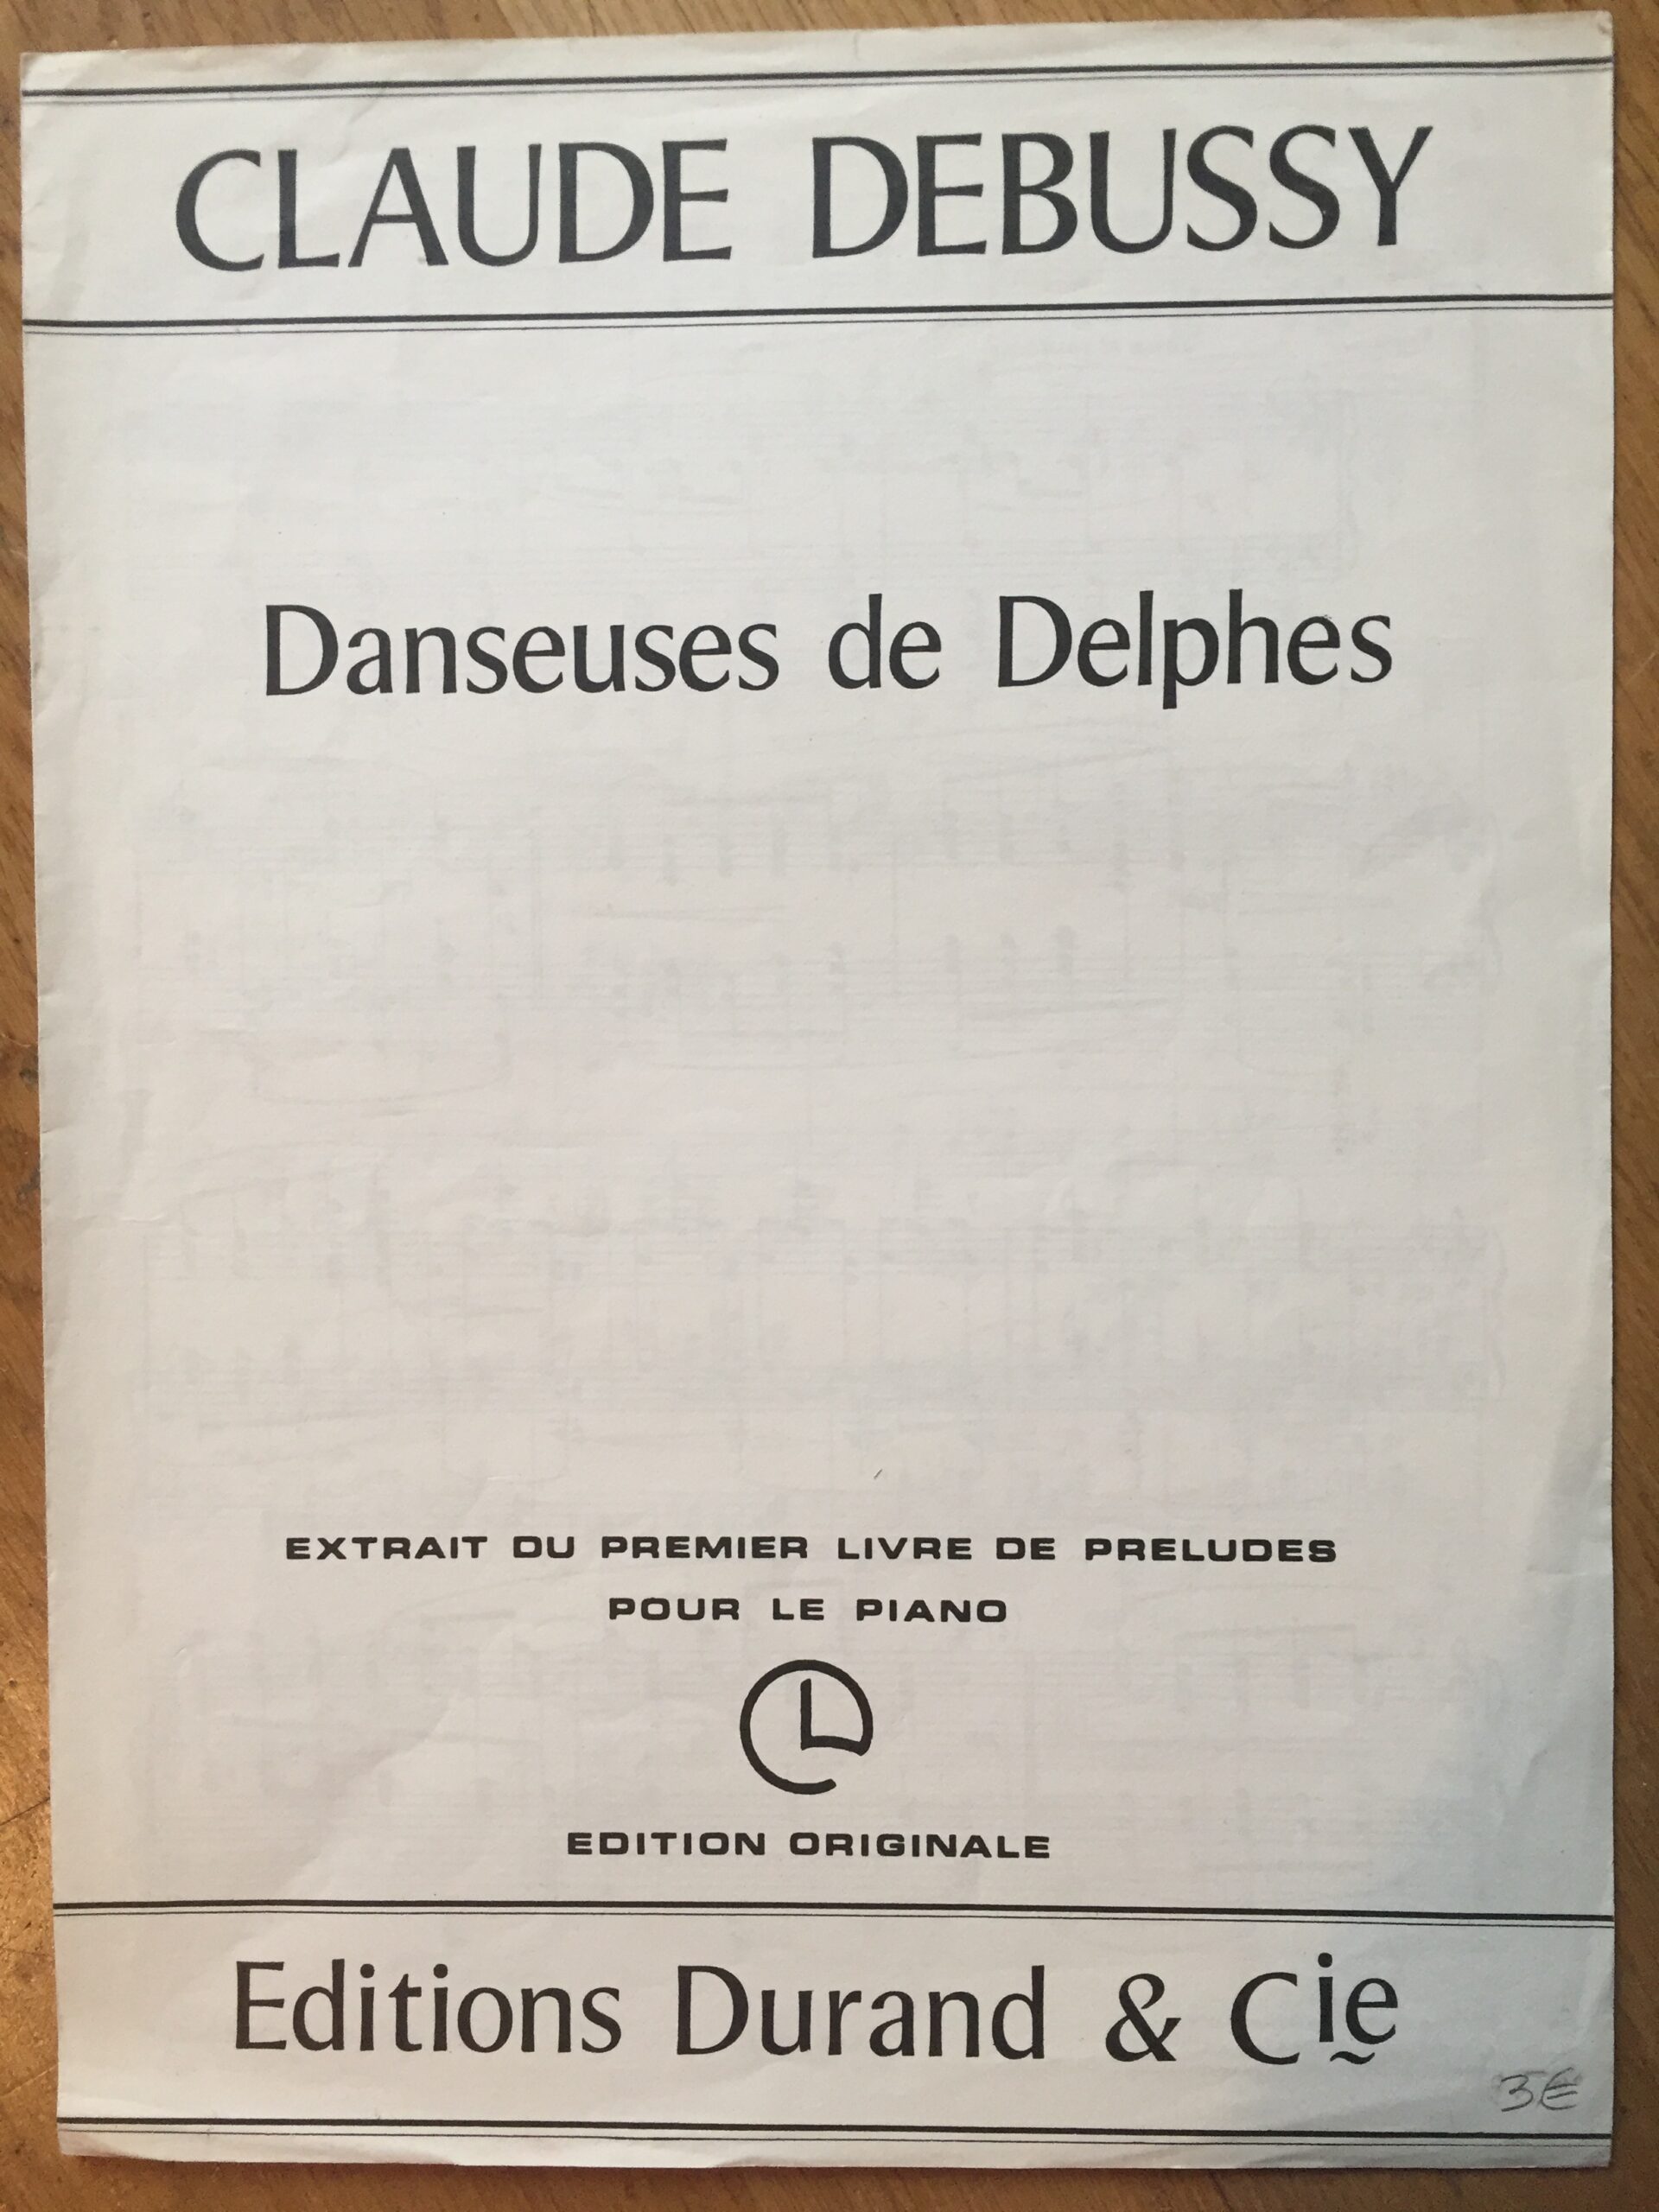 CLAUDE DEBUSSY
Danseuses de Delphes
EXTRAIT DU PREMIER LIVRE DE PRELUDES
POUR LE PIANO
EDITION ORIGINALE
Editions Durand & Cie
3€